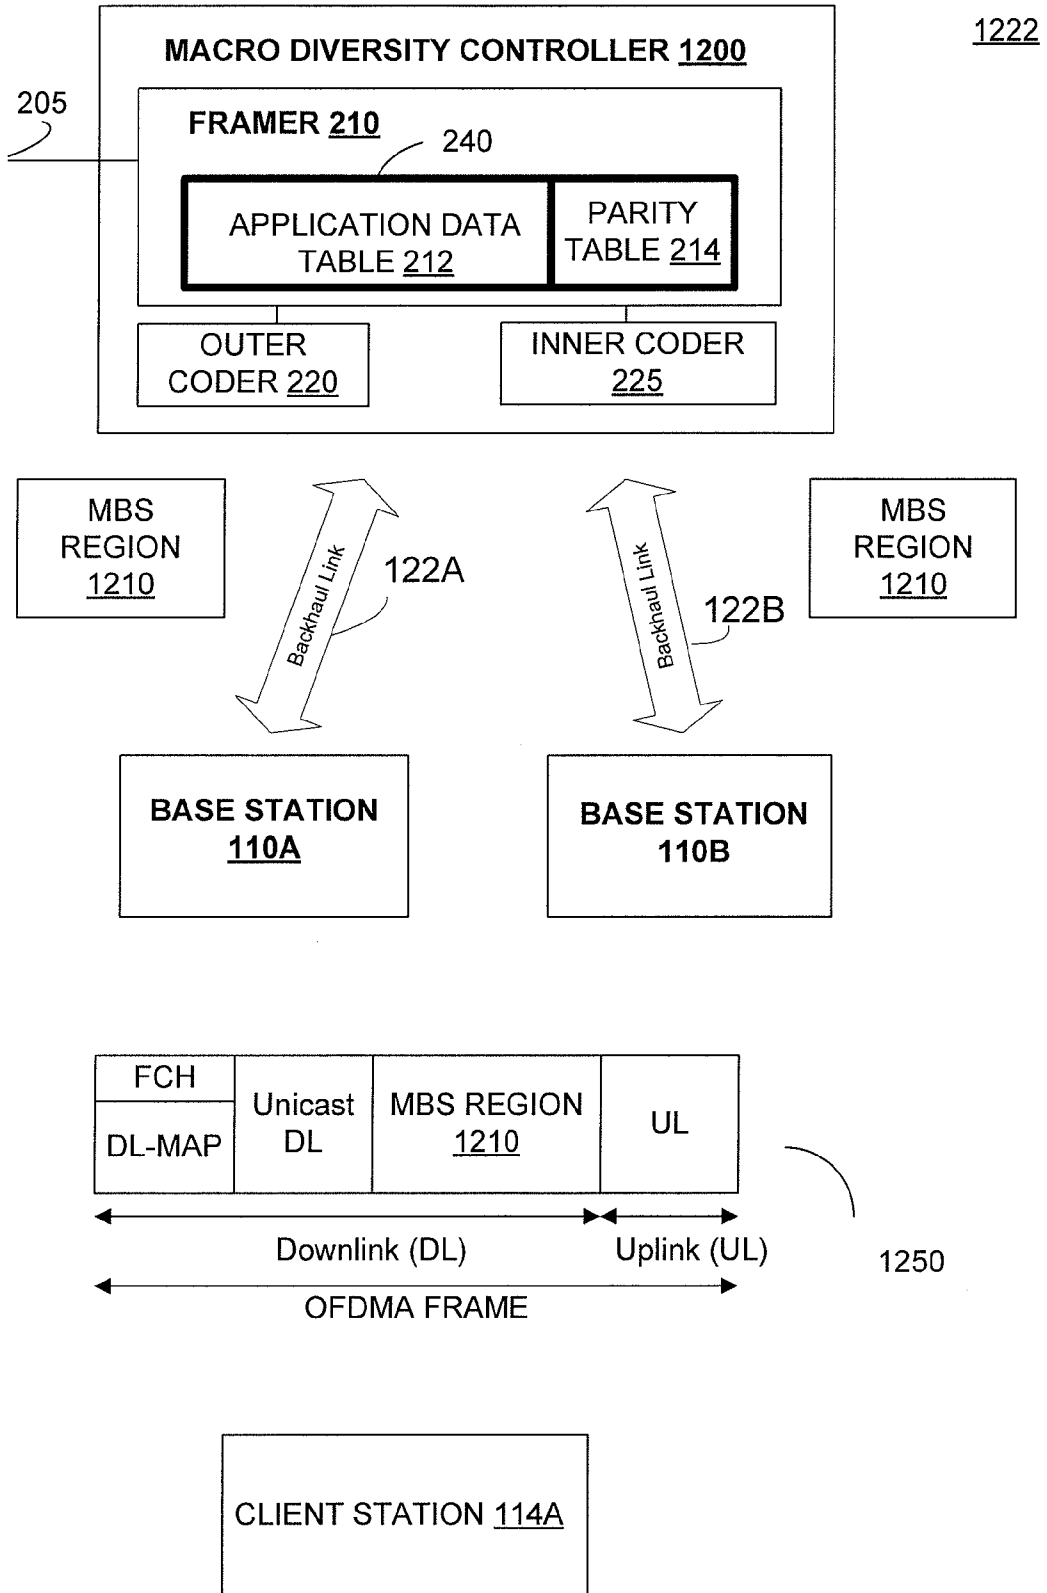 1222
MACRO DIVERSITY CONTROLLER 1200
205
FRAMER 210
240
APPLICATION DATA
TABLE 212
PARITY
TABLE 214
OUTER
CODER 220
INNER CODER
225
MBS
REGION
1210
Backhaul Link
122A
Backhaul Link
122B
MBS
REGION
1210
BASE STATION
110A
BASE STATION
110B
FCH
DL-MAP
Unicast
DL
MBS REGION
1210
UL
Downlink (DL)
Uplink (UL)
1250
OFDMA FRAME
CLIENT STATION 114A